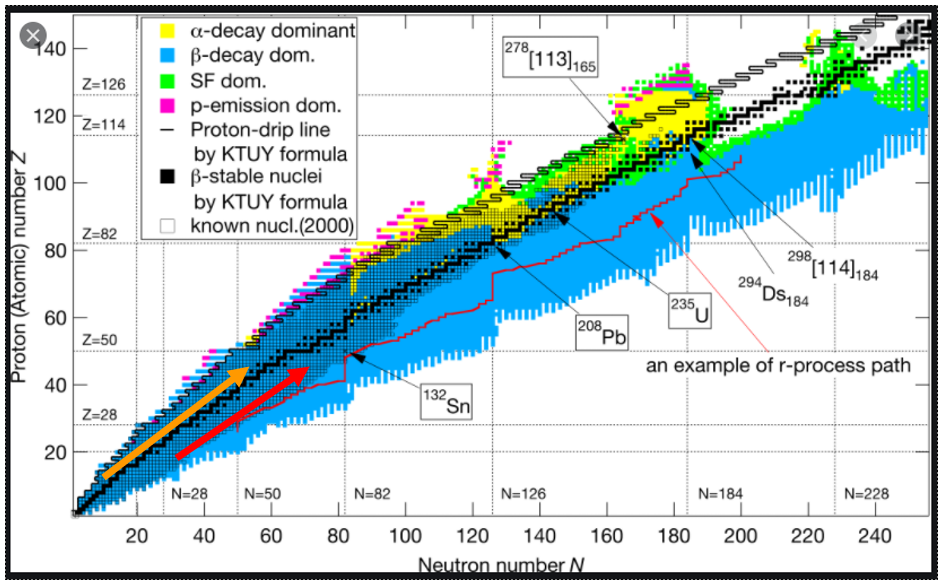 α-decay dominant
β-decay dom.
SF dom.
p-emission dom.
Proton-drip line
by KTUY formula
β-stable nuclei
by KTUY formula
known nucl.(2000)
Proton (Atomic) number Z
140
120
100
80
60
40
20
Z=126
Z=114
Z=82
Z=50
Z=28
278[113]165
298[114]184
294Ds184
235U
208Pb
an example of r-process path
132Sn
N=28
N=50
N=82
N=126
N=184
N=228
20
40
60
80
100
120
140
160
180
200
220
240
Neutron number N